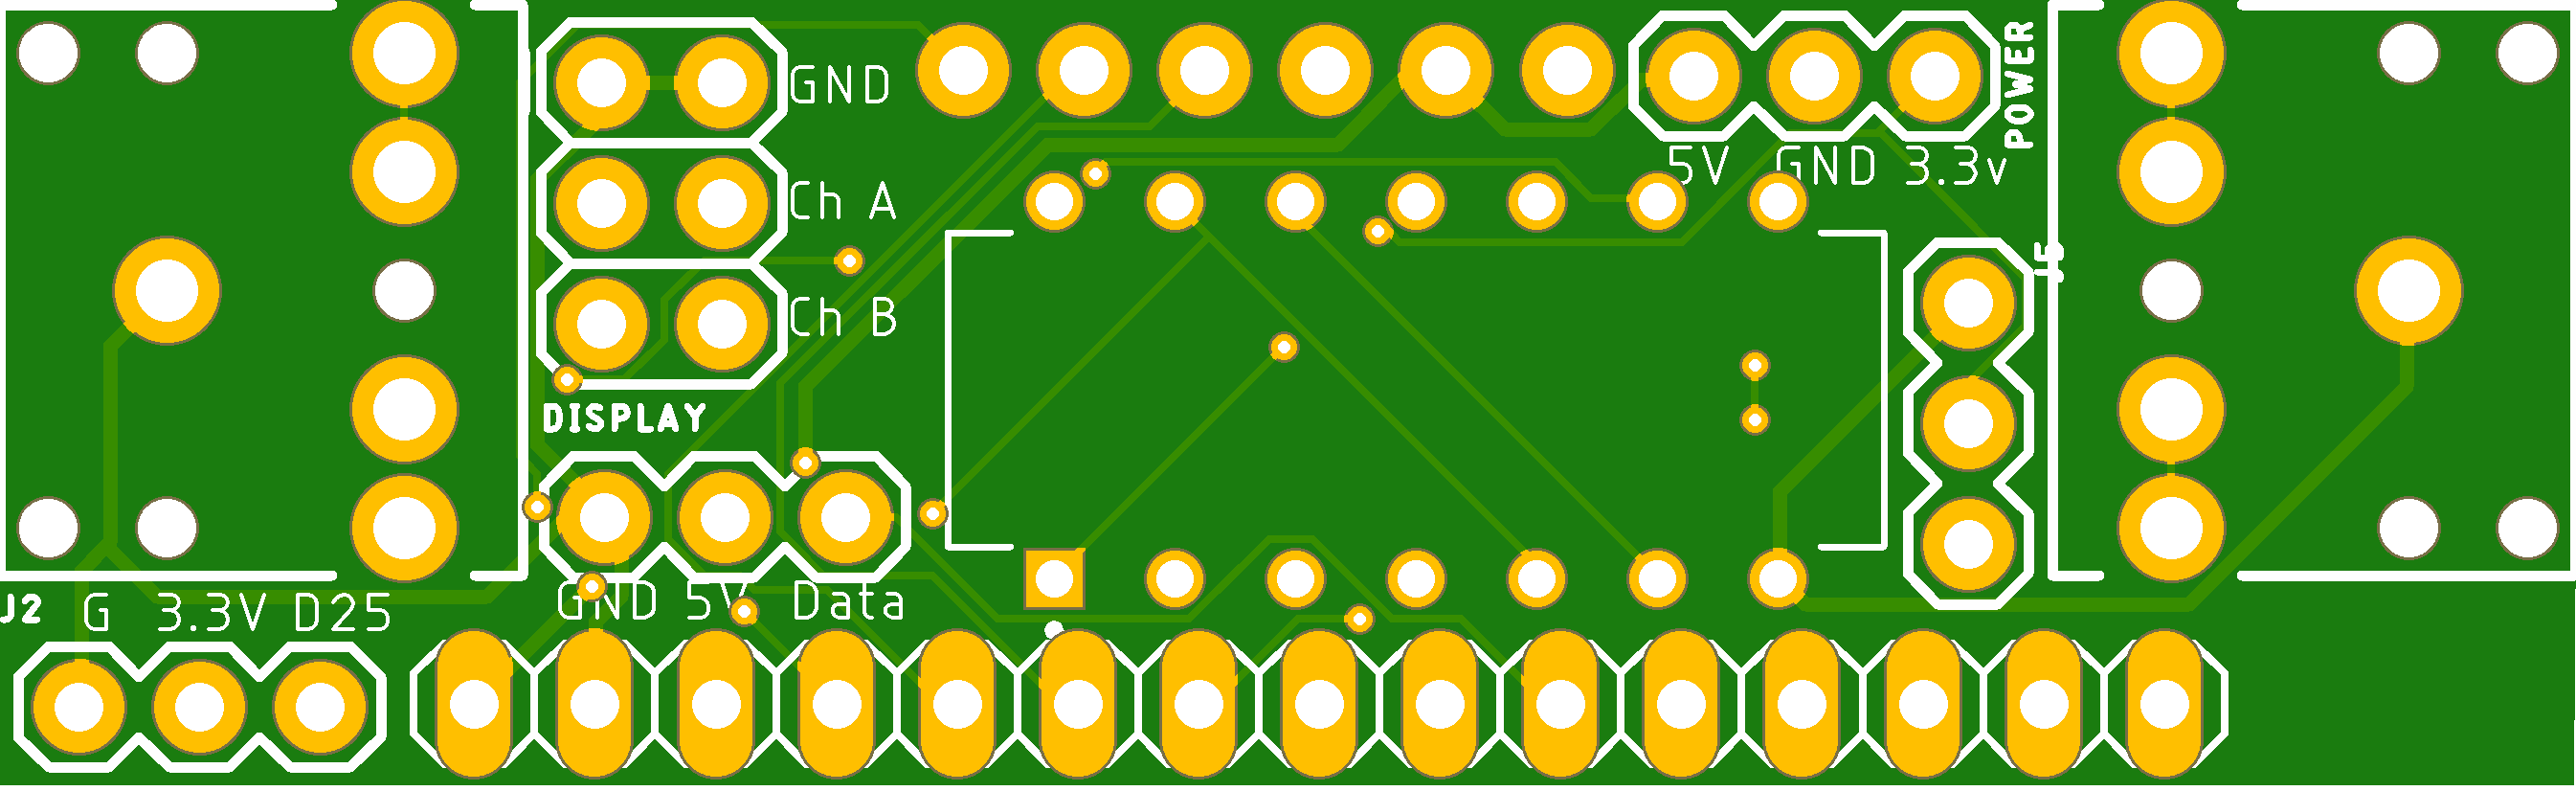 GND
Ch A
Ch B
DISPLAY
GND 5V Data
J2
G 3.3V D25
POWER
5V GND 3.3v
J5